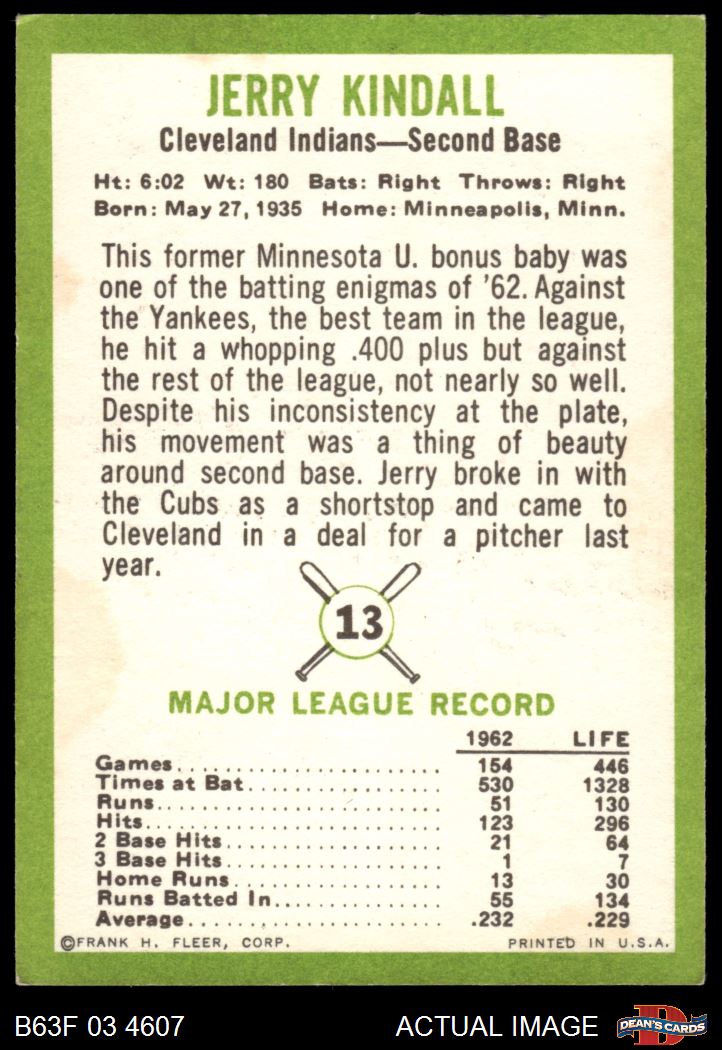 JERRY KINDALL
Cleveland Indians—Second Base
Ht: 6:02 Wt: 180 Bats: Right Throws: Right
Born: May 27, 1935 Home: Minneapolis, Minn.
This former Minnesota U. bonus baby was
one of the batting enigmas of '62. Against
the Yankees, the best team in the league,
he hit a whopping .400 plus but against
the rest of the league, not nearly so well.
Despite his inconsistency at the plate,
his movement was a thing of beauty
around second base. Jerry broke in with
the Cubs as a shortstop and came to
Cleveland in a deal for a pitcher last
year.
13
MAJOR LEAGUE RECORD
1962 LIFE
Games........................ 154 446
Times at Bat................. 530 1328
Runs......................... 51 130
Hits......................... 123 296
2 Base Hits.................. 21 64
3 Base Hits.................. 1 7
Home Runs.................... 13 30
Runs Batted In............... 55 134
Average...................... .232 .229
©FRANK H. FLEER, CORP. PRINTED IN U.S.A.
B63F 03 4607 ACTUAL IMAGE D DEAN'S CARDS